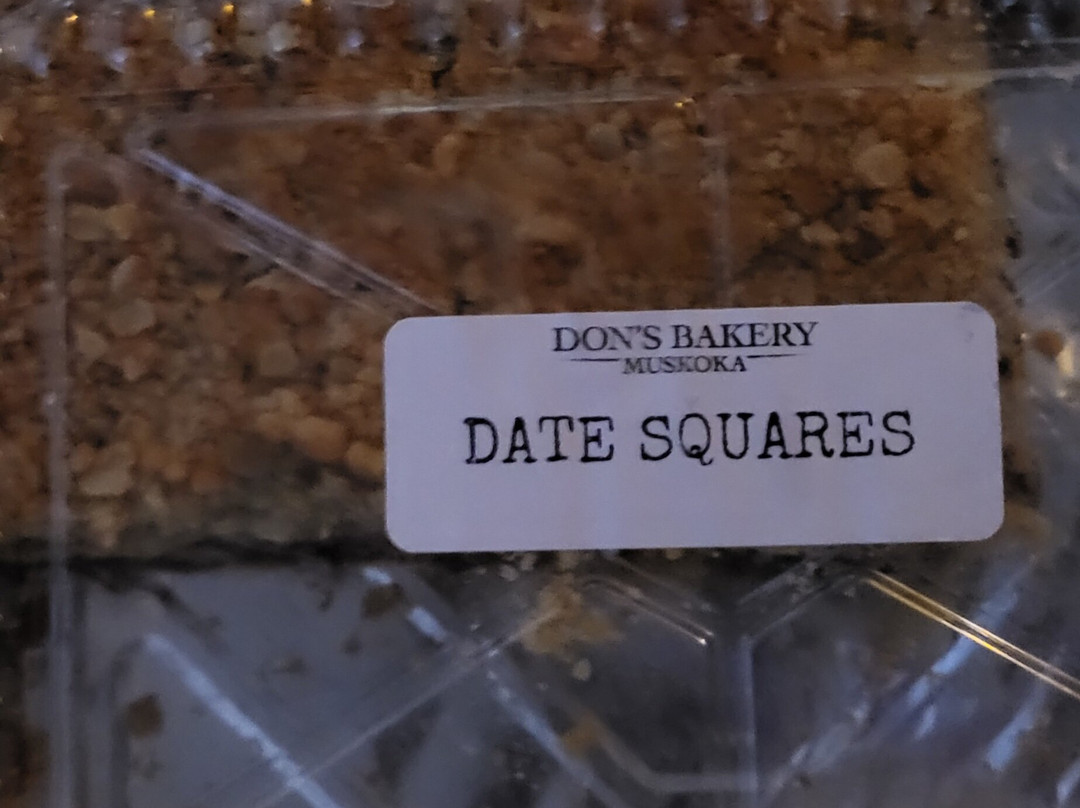 DON'S BAKERY
MUSKOKA
DATE SQUARES